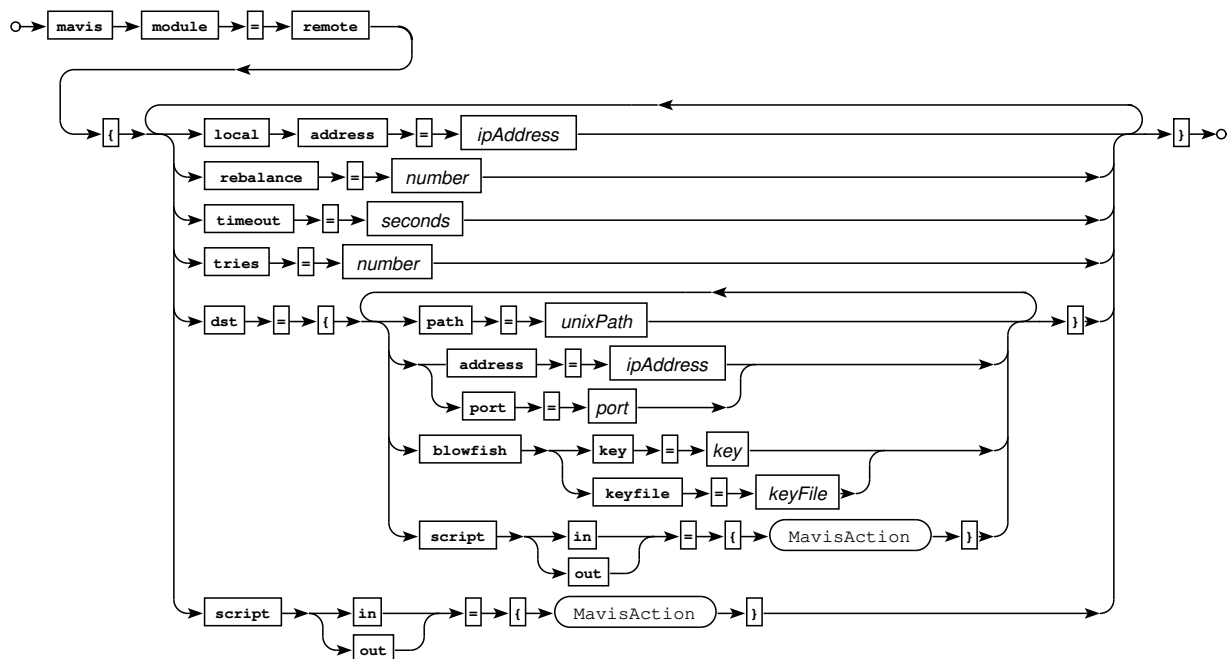 mavis module = remote
{ local address = ipAddress }
rebalance = number
timeout = seconds
tries = number
dst = { path = unixPath }
address = ipAddress
port = port
blowfish key = key
keyfile = keyFile
script in = { MavisAction }
out
script in = { MavisAction }
out